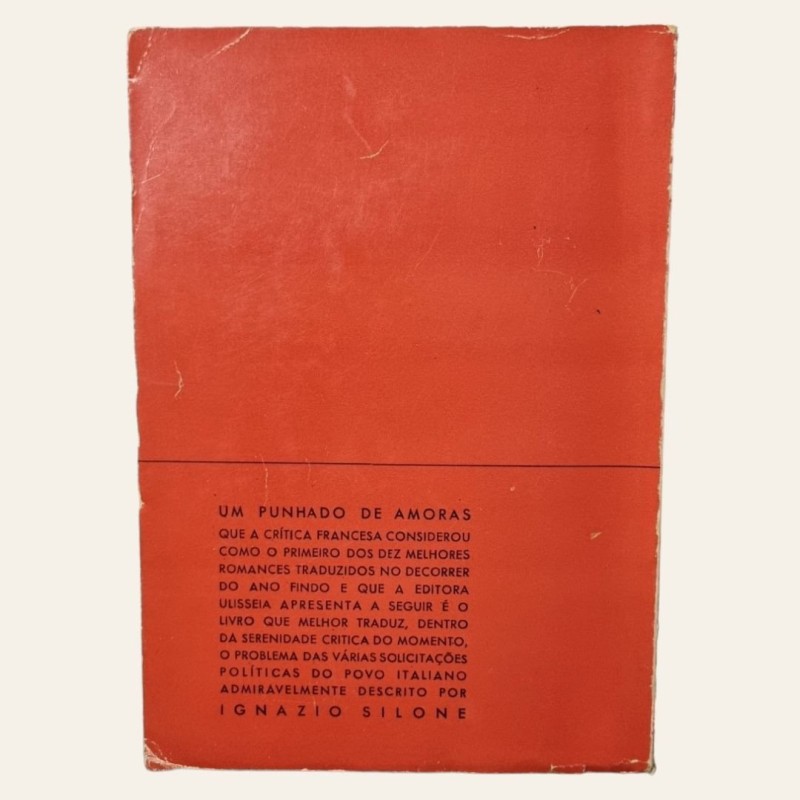 UM PUNHADO DE AMORAS
QUE A CRÍTICA FRANCESA CONSIDEROU
COMO O PRIMEIRO DOS DEZ MELHORES
ROMANCES TRADUZIDOS NO DECORRER
DO ANO FINDO E QUE A EDITORA
ULISSEIA APRESENTA A SEGUIR É O
LIVRO QUE MELHOR TRADUZ, DENTRO
DA SERENIDADE CRITICA DO MOMENTO,
O PROBLEMA DAS VÁRIAS SOLICITAÇÕES
POLÍTICAS DO POVO ITALIANO
ADMIRAVELMENTE DESCRITO POR
IGNAZIO SILONE